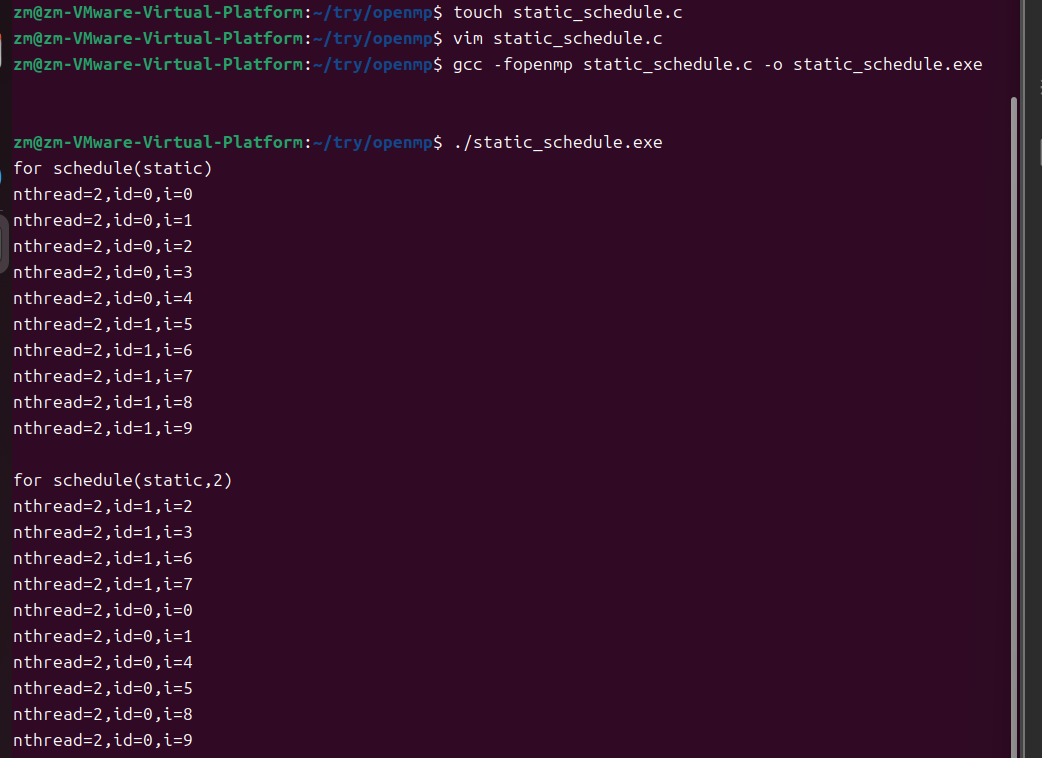 zm@zm-VMware-Virtual-Platform:~/try/openmp$ touch static_schedule.c
zm@zm-VMware-Virtual-Platform:~/try/openmp$ vim static_schedule.c
zm@zm-VMware-Virtual-Platform:~/try/openmp$ gcc -fopenmp static_schedule.c -o static_schedule.exe
zm@zm-VMware-Virtual-Platform:~/try/openmp$ ./static_schedule.exe
for schedule(static)
nthread=2,id=0,i=0
nthread=2,id=0,i=1
nthread=2,id=0,i=2
nthread=2,id=0,i=3
nthread=2,id=0,i=4
nthread=2,id=1,i=5
nthread=2,id=1,i=6
nthread=2,id=1,i=7
nthread=2,id=1,i=8
nthread=2,id=1,i=9
for schedule(static,2)
nthread=2,id=1,i=2
nthread=2,id=1,i=3
nthread=2,id=1,i=6
nthread=2,id=1,i=7
nthread=2,id=0,i=0
nthread=2,id=0,i=1
nthread=2,id=0,i=4
nthread=2,id=0,i=5
nthread=2,id=0,i=8
nthread=2,id=0,i=9